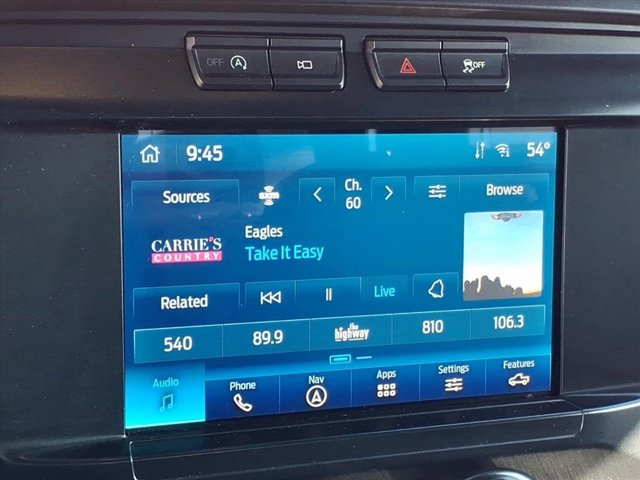 OFF A OFF
9:45 54°
Sources SXM Ch. 60 Browse
CARRIE'S COUNTRY
Eagles
Take It Easy
Related Live
540 89.9 the highway 810 106.3
Audio Phone Nav Apps Settings Features